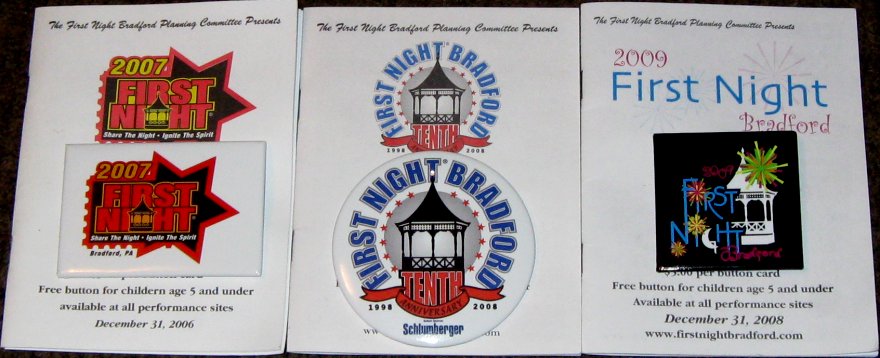 The First Night Bradford Planning Committee Presents
2007
FIRST
NIGHT
Share The Night • Ignite The Spirit
2007
FIRST
NIGHT
Share The Night • Ignite The Spirit
Bradford, PA
Free button for childern age 5 and under
available at all performance sites
December 31, 2006
The First Night Bradford Planning Committee Presents
FIRST NIGHT BRADFORD
TENTH
1998 2008
FIRST NIGHT® BRADFORD
TENTH
ANNIVERSARY
1998 2008
Schlumberger
The First Night Bradford Planning Committee Presents
2009
First Night
Bradford
2009
FIRST
NIGHT
Bradford
$5.00 per button card
Free button for children age 5 and under
Available at all performance sites
December 31, 2008
www.firstnightbradford.com